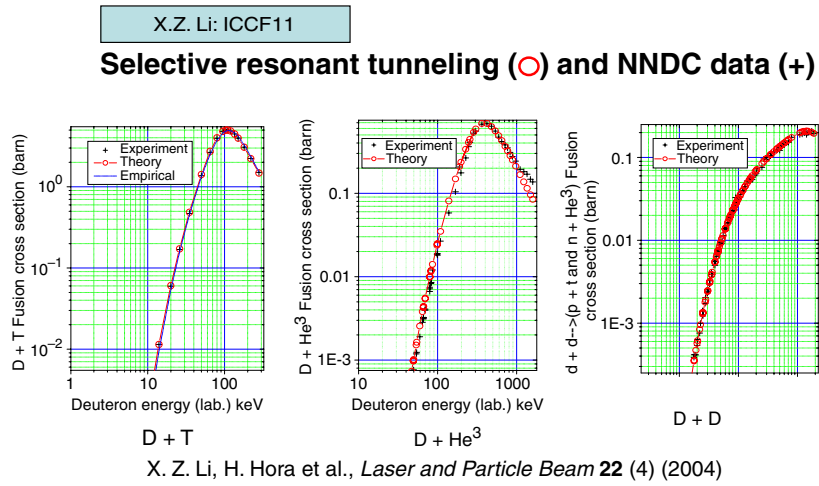 X.Z. Li: ICCF11
Selective resonant tunneling (○) and NNDC data (+)
D + T Fusion cross section (barn)
10⁰
10⁻¹
10⁻²
+ Experiment
Theory
Empirical
1
10
100
Deuteron energy (lab.) keV
D + T
D + He³ Fusion cross section (barn)
0.1
0.01
1E-3
Experiment
Theory
10
100
1000
Deuteron energy (lab.) keV
D + He³
d + d-->(p + t and n + He³) Fusion
cross section (barn)
0.1
0.01
1E-3
Experiment
Theory
D + D
X. Z. Li, H. Hora et al., Laser and Particle Beam 22 (4) (2004)